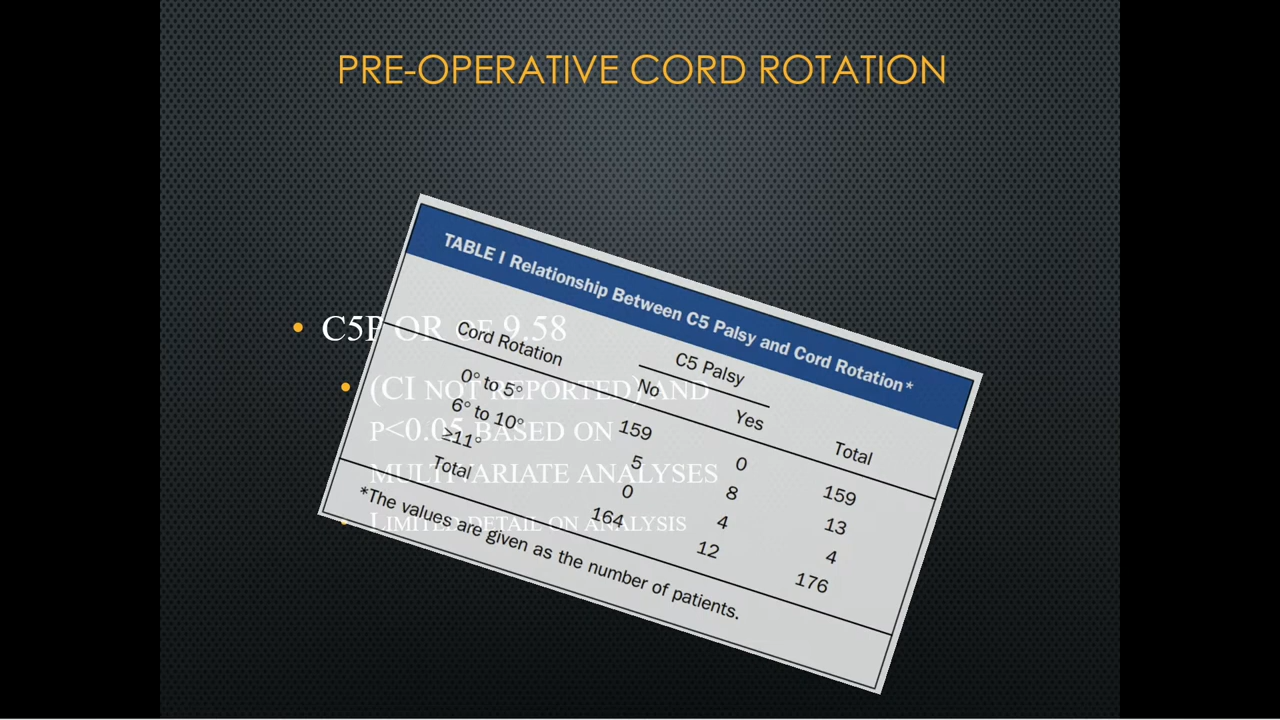 PRE-OPERATIVE CORD ROTATION
• C5P OR OF 9.58
• (CI NOT REPORTED) AND
P<0.05 BASED ON
MULTIVARIATE ANALYSES
• LIMITED DETAIL ON ANALYSIS
TABLE I Relationship Between C5 Palsy and Cord Rotation*
C5 Palsy
Cord Rotation No Yes Total
0° to 5° 159 0 159
6° to 10° 5 8 13
≥11° 0 4 4
Total 164 12 176
*The values are given as the number of patients.